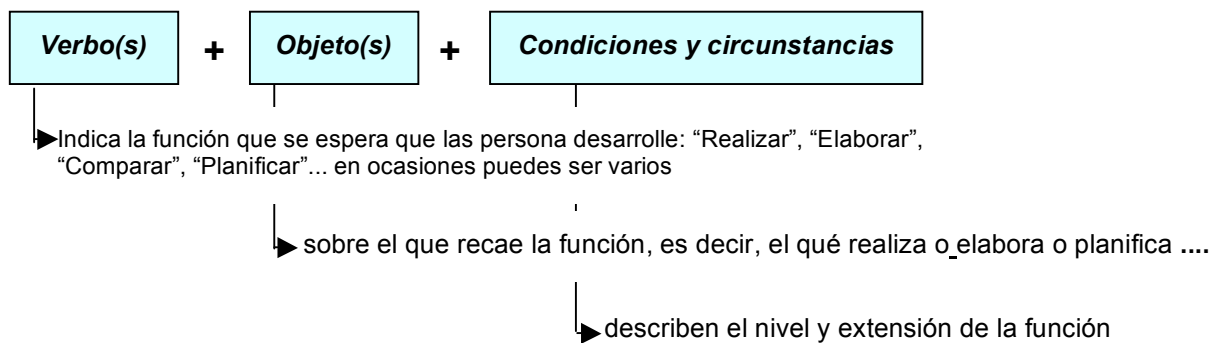 Verbo(s) + Objeto(s) + Condiciones y circunstancias
Indica la función que se espera que las persona desarrolle: “Realizar”, “Elaborar”,
“Comparar”, “Planificar”... en ocasiones puedes ser varios
sobre el que recae la función, es decir, el qué realiza o elabora o planifica ....
describen el nivel y extensión de la función